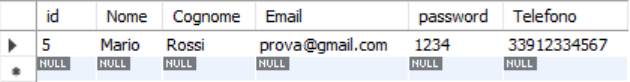 id Nome Cognome Email password Telefono
5 Mario Rossi prova@gmail.com 1234 33912334567
NULL NULL NULL NULL NULL NULL